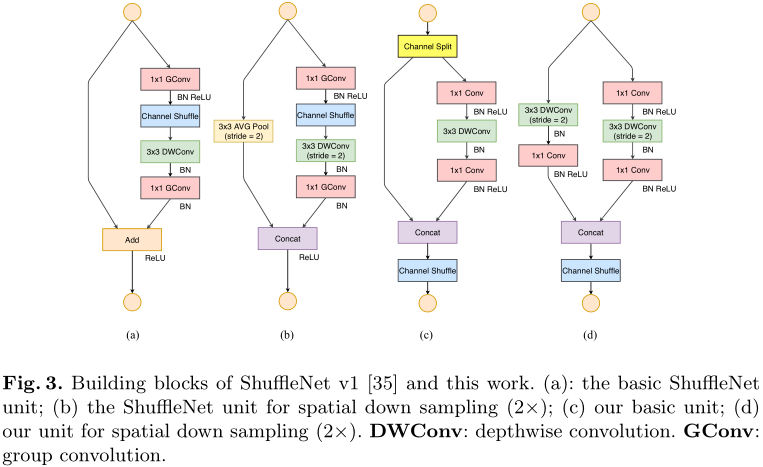 1x1 GConv
BN ReLU
Channel Shuffle
3x3 DWConv
BN
1x1 GConv
BN
Add
ReLU
(a)
3x3 AVG Pool
(stride = 2)
1x1 GConv
BN ReLU
Channel Shuffle
3x3 DWConv
(stride = 2)
BN
1x1 GConv
BN
Concat
ReLU
(b)
Channel Split
1x1 Conv
BN ReLU
3x3 DWConv
BN
1x1 Conv
BN ReLU
Concat
Channel Shuffle
(c)
3x3 DWConv
(stride = 2)
BN
1x1 Conv
BN ReLU
1x1 Conv
BN ReLU
3x3 DWConv
(stride = 2)
BN
1x1 Conv
BN ReLU
Concat
Channel Shuffle
(d)
Fig. 3. Building blocks of ShuffleNet v1 [35] and this work. (a): the basic ShuffleNet
unit; (b) the ShuffleNet unit for spatial down sampling (2×); (c) our basic unit; (d)
our unit for spatial down sampling (2×). DWConv: depthwise convolution. GConv:
group convolution.